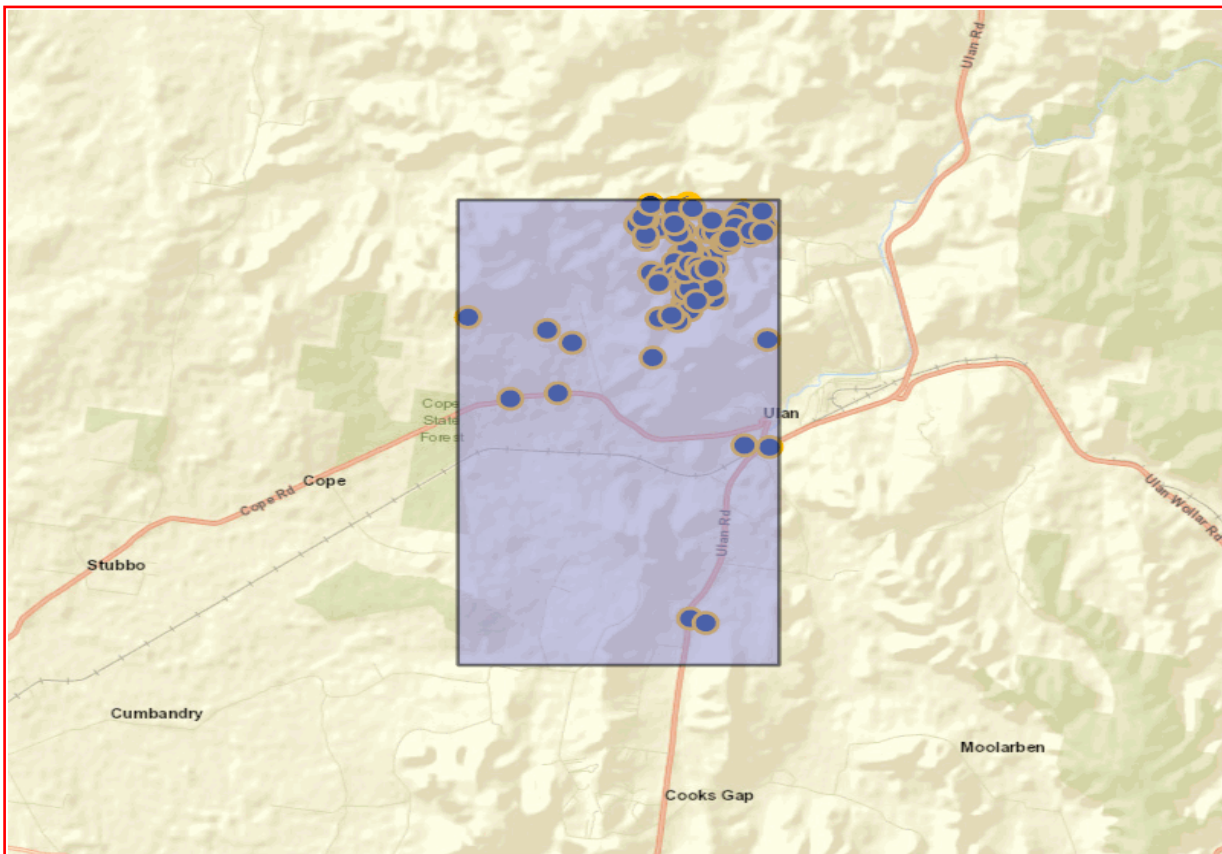 Ulan Rd
Cope
State
Forest
Ulan
Cope
Cope Rd
Ulan Wollar Rd
Ulan Rd
Stubbo
Cumbandry
Moolarben
Cooks Gap